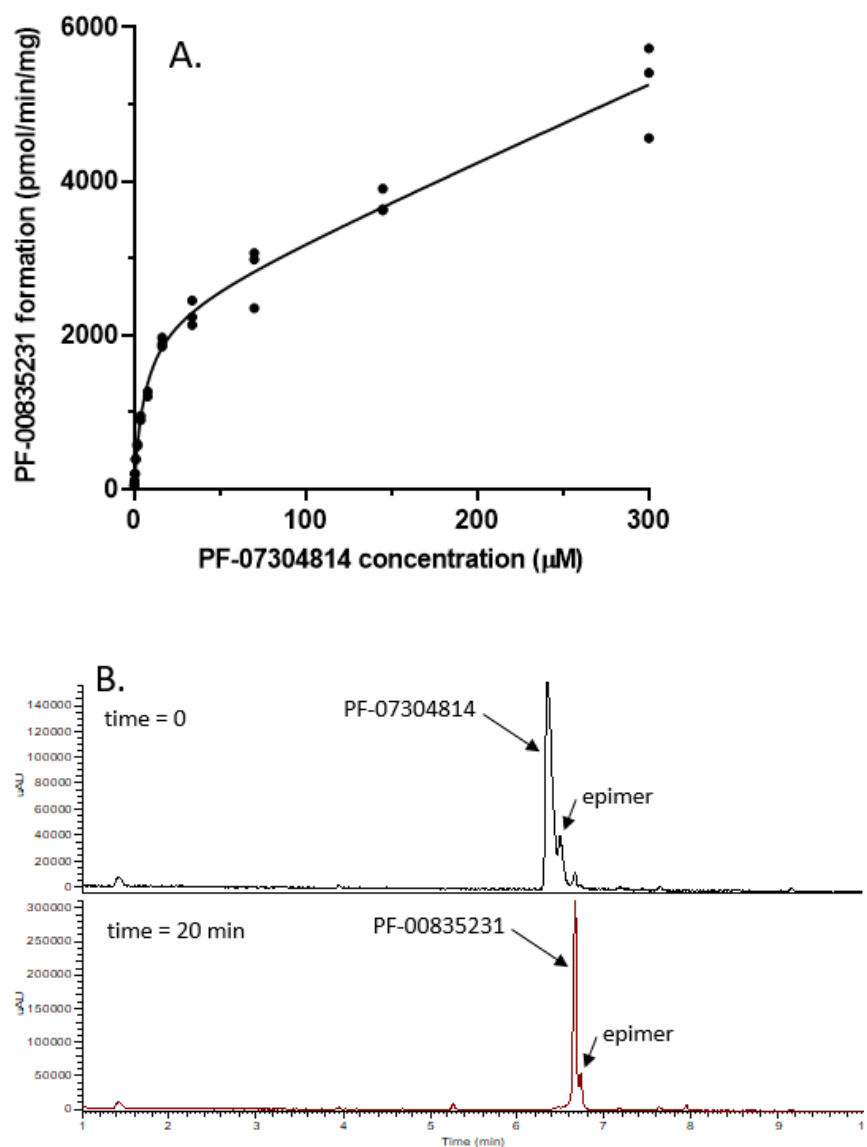 A.
PF-00835231 formation (pmol/min/mg)
6000
4000
2000
0
0 100 200 300
PF-07304814 concentration (μM)
B.
time = 0
PF-07304814
epimer
uAU
140000
120000
100000
80000
60000
40000
20000
0
time = 20 min
PF-00835231
epimer
uAU
300000
250000
200000
150000
100000
50000
0
1 2 3 4 5 6 7 8 9
Time (min)